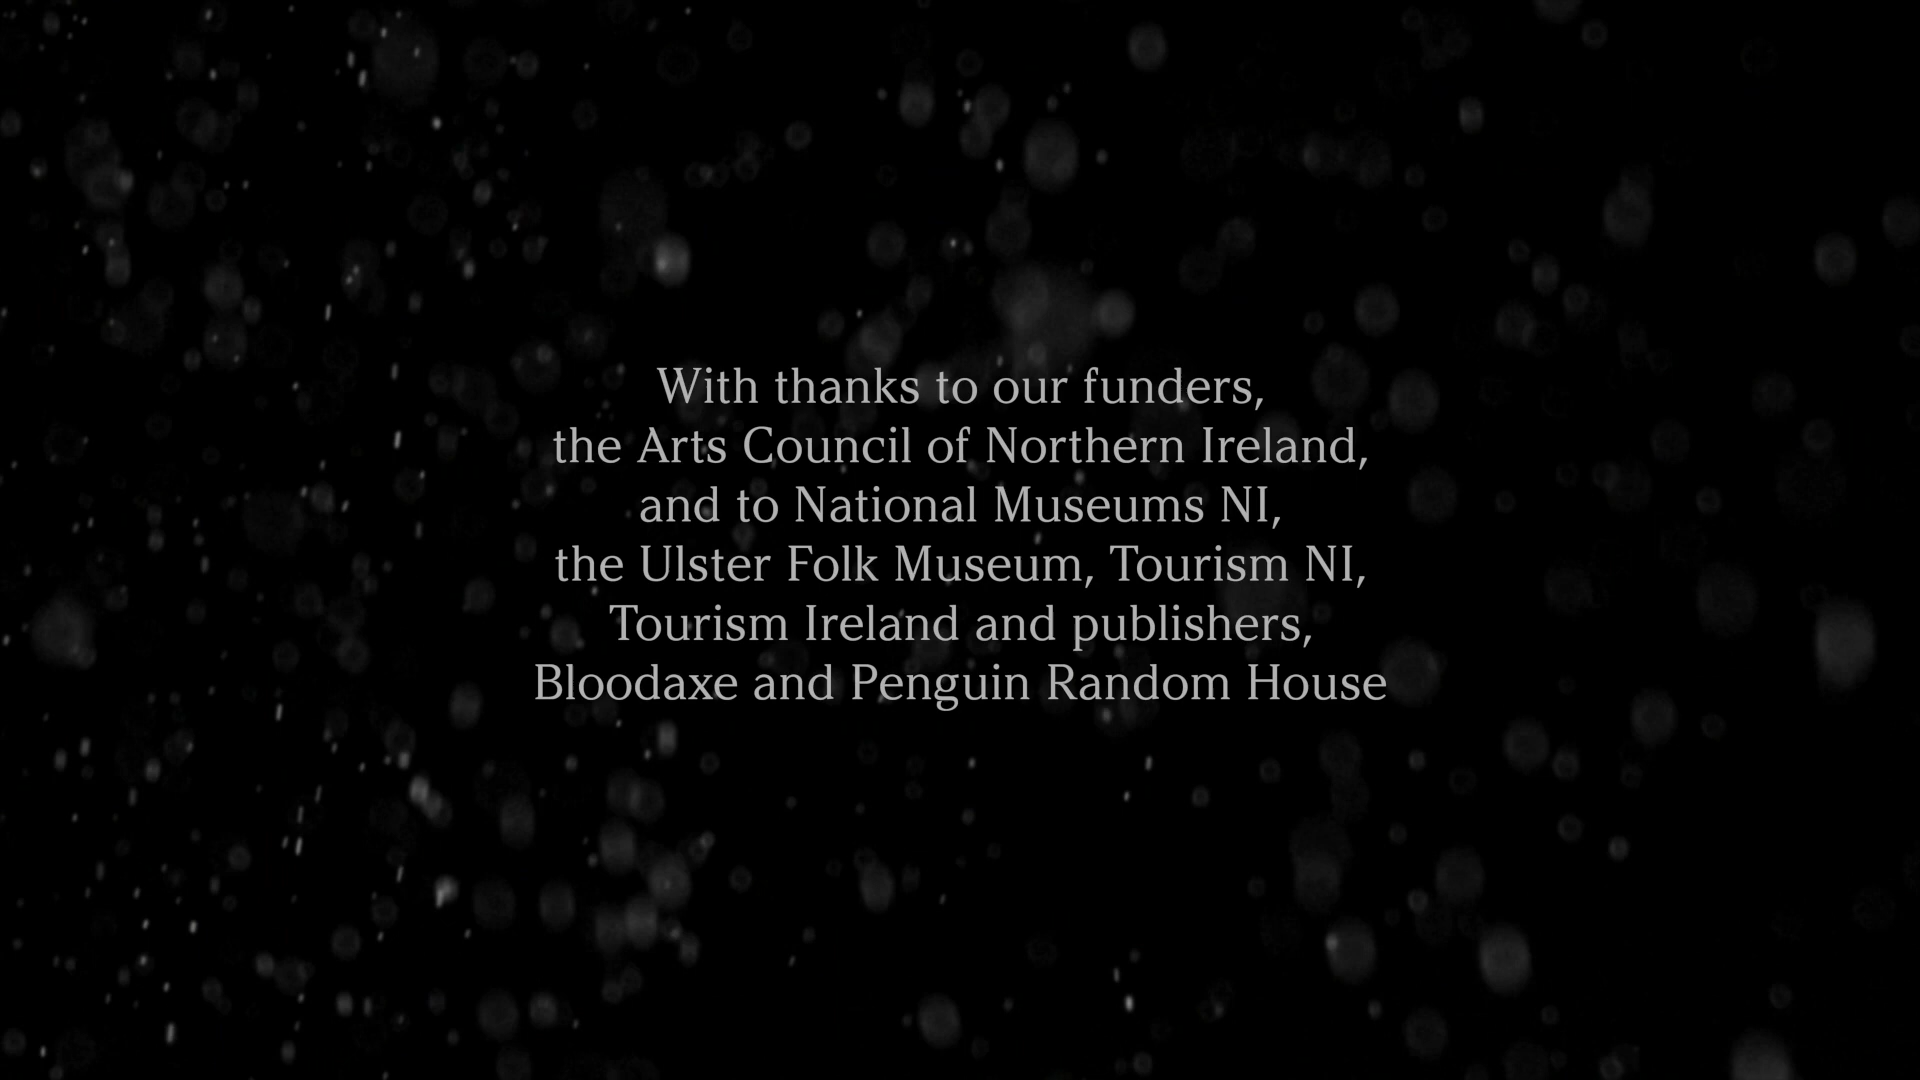 With thanks to our funders,
the Arts Council of Northern Ireland,
and to National Museums NI,
the Ulster Folk Museum, Tourism NI,
Tourism Ireland and publishers,
Bloodaxe and Penguin Random House